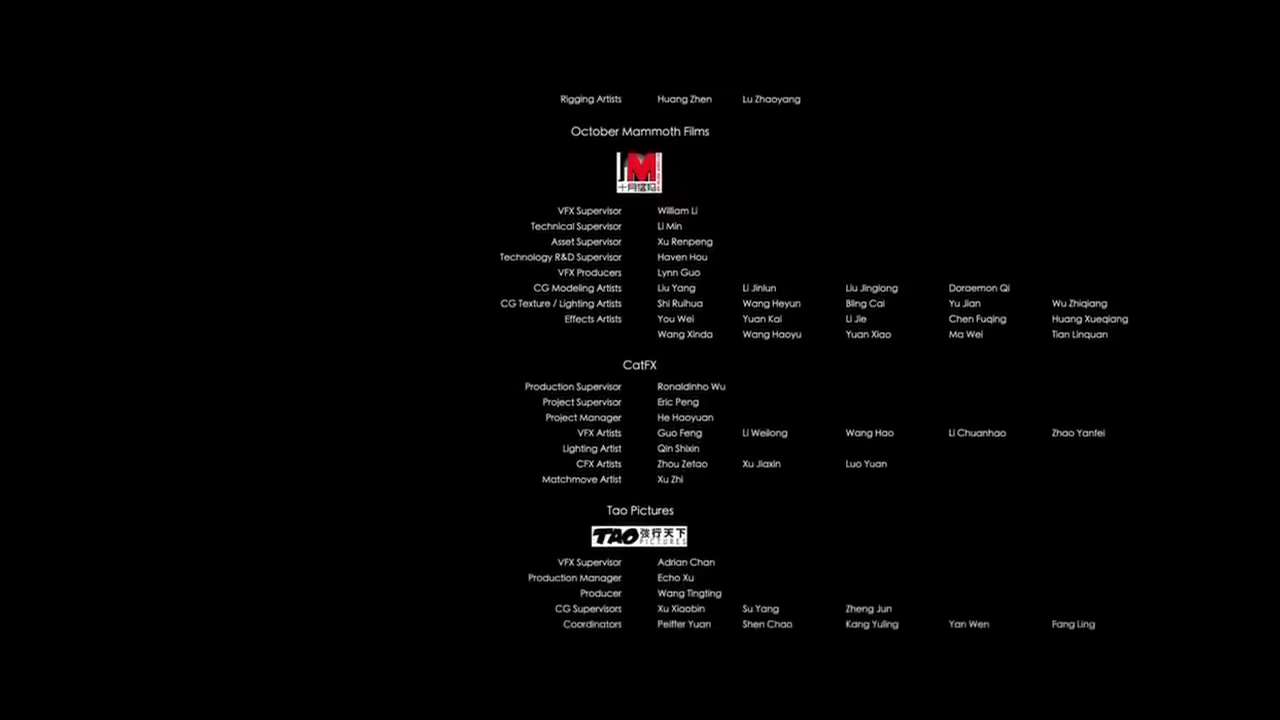 Rigging Artists Huang Zhen Lu Zhaoyang
October Mammoth Films
M
VFX Supervisor William Li
Technical Supervisor Li Min
Asset Supervisor Xu Renpeng
Technology R&D Supervisor Haven Hou
VFX Producers Lynn Guo
CG Modeling Artists Liu Yang Li Jinlun Liu Jinglong Doraemon Qi
CG Texture / Lighting Artists Shi Ruihua Wang Heyun Bling Cai Yu Jian Wu Zhiqiang
Effects Artists You Wei Yuan Kai Li Jie Chen Fuqing Huang Xueqiang
Wang Xinda Wang Haoyu Yuan Xiao Ma Wei Tian Linquan
CatFX
Production Supervisor Ronaldinho Wu
Project Supervisor Eric Peng
Project Manager He Haoyuan
VFX Artists Guo Feng Li Weilong Wang Hao Li Chuanhao Zhao Yanfei
Lighting Artist Qin Shixin
CFX Artists Zhou Zetao Xu Jiaxin Luo Yuan
Matchmove Artist Xu Zhi
Tao Pictures
TAO 弦行天下
PICTURES
VFX Supervisor Adrian Chan
Production Manager Echo Xu
Producer Wang Tingting
CG Supervisors Xu Xiaobin Su Yang Zheng Jun
Coordinators Peiffer Yuan Shen Chao Kang Yuling Yan Wen Fang Ling